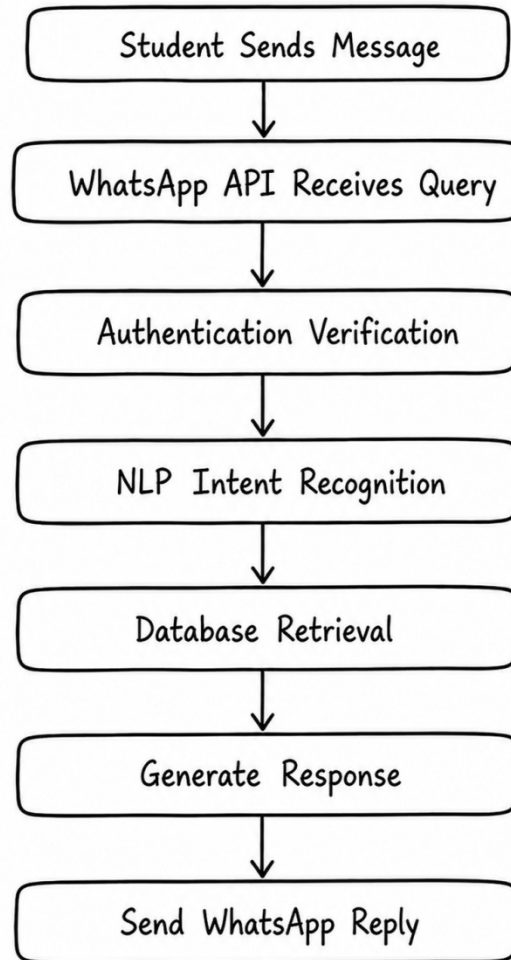 Student Sends Message
WhatsApp API Receives Query
Authentication Verification
NLP Intent Recognition
Database Retrieval
Generate Response
Send WhatsApp Reply